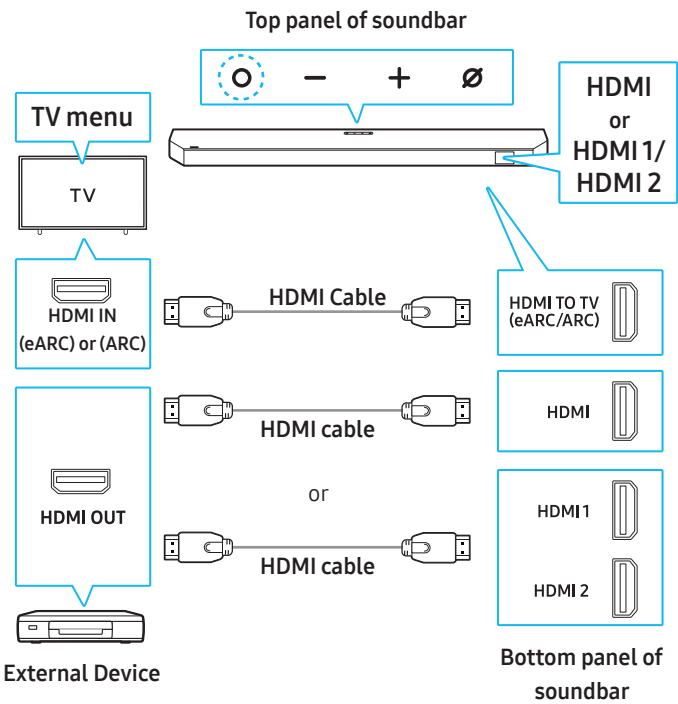 Top panel of soundbar
TV menu
HDMI
or
HDMI 1/
HDMI 2
TV
HDMI IN
(eARC) or (ARC)
HDMI Cable
HDMI TO TV
(eARC/ARC)
HDMI cable
HDMI
HDMI OUT
or
HDMI 1
HDMI cable
HDMI 2
External Device
Bottom panel of
soundbar